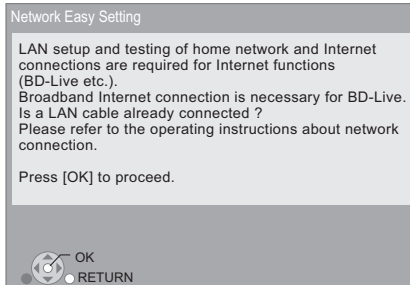 Network Easy Setting
LAN setup and testing of home network and Internet
connections are required for Internet functions
(BD-Live etc.).
Broadband Internet connection is necessary for BD-Live.
Is a LAN cable already connected ?
Please refer to the operating instructions about network
connection.
Press [OK] to proceed.
OK
RETURN